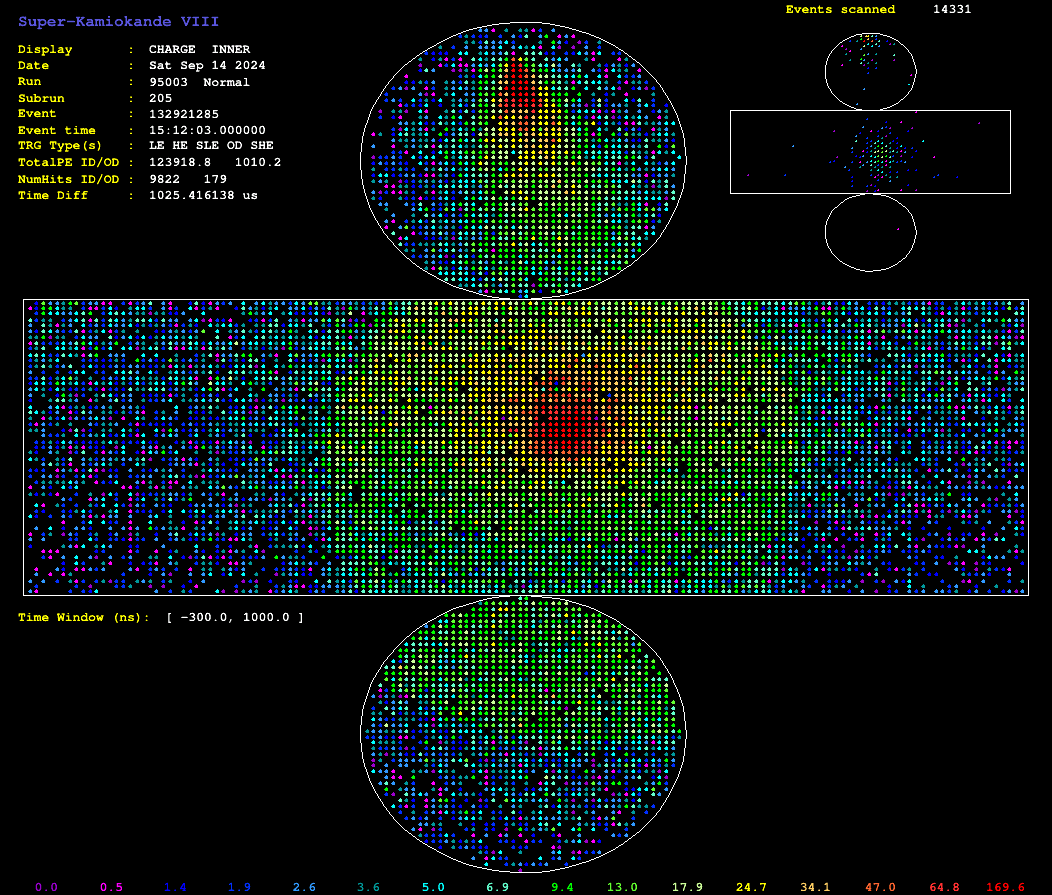 Super-Kamiokande VIII
Display : CHARGE INNER
Date : Sat Sep 14 2024
Run : 95003 Normal
Subrun : 205
Event : 132921285
Event time : 15:12:03.000000
TRG Type(s) : LE HE SLE OD SHE
TotalPE ID/OD : 123918.8 1010.2
NumHits ID/OD : 9822 179
Time Diff : 1025.416138 us
Events scanned 14331
Time Window (ns): [ -300.0, 1000.0 ]
0.0 0.5 1.4 1.9 2.6 3.6 5.0 6.9 9.4 13.0 17.9 24.7 34.1 47.0 64.8 169.6